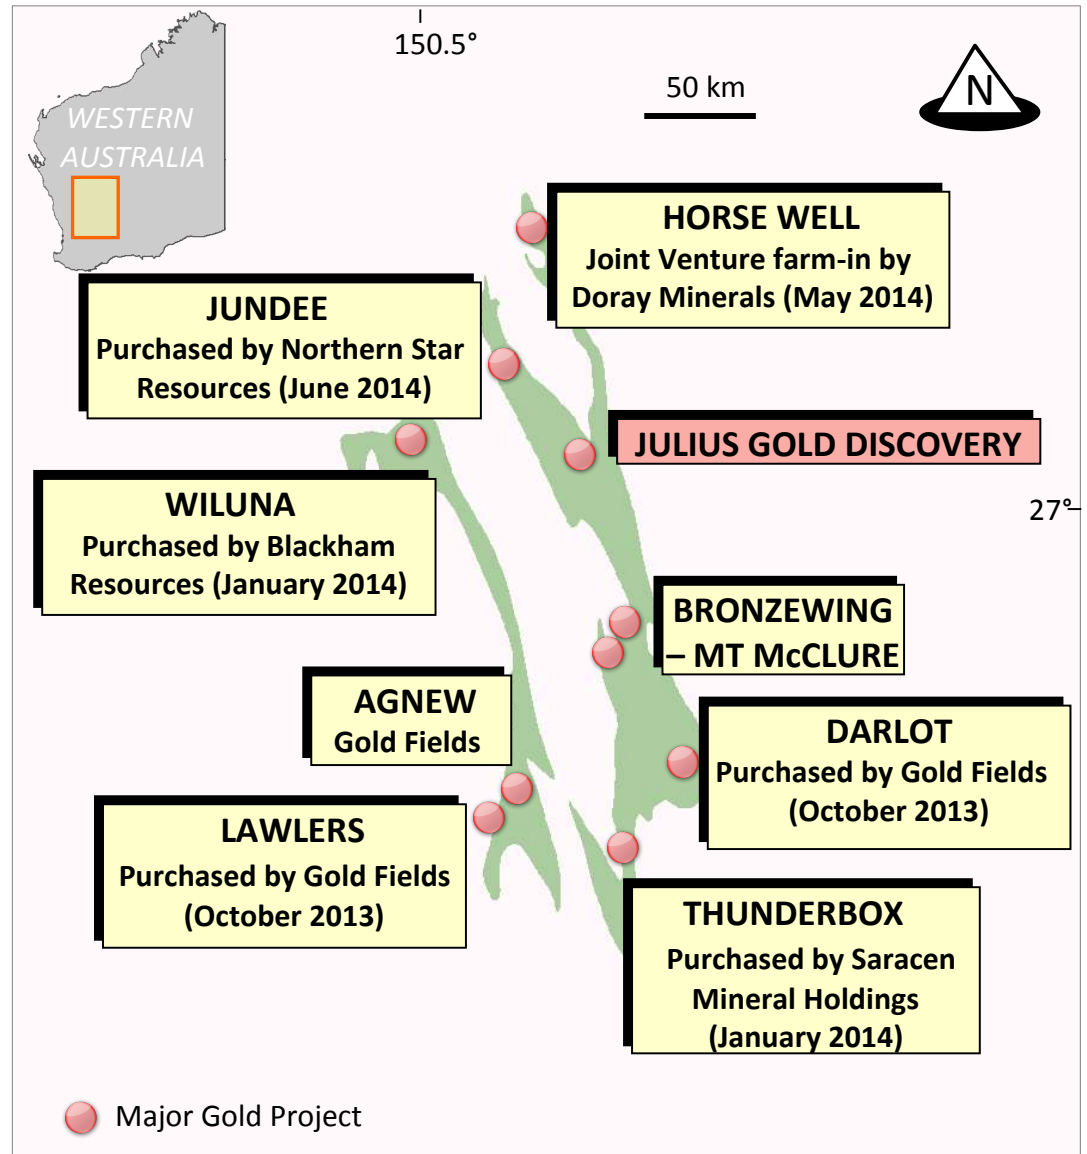 150.5°
50 km
N
WESTERN
AUSTRALIA
HORSE WELL
Joint Venture farm-in by
Doray Minerals (May 2014)
JUNDEE
Purchased by Northern Star
Resources (June 2014)
JULIUS GOLD DISCOVERY
WILUNA
Purchased by Blackham
Resources (January 2014)
27°
BRONZEWING
– MT McCLURE
AGNEW
Gold Fields
DARLOT
Purchased by Gold Fields
(October 2013)
LAWLERS
Purchased by Gold Fields
(October 2013)
THUNDERBOX
Purchased by Saracen
Mineral Holdings
(January 2014)
Major Gold Project